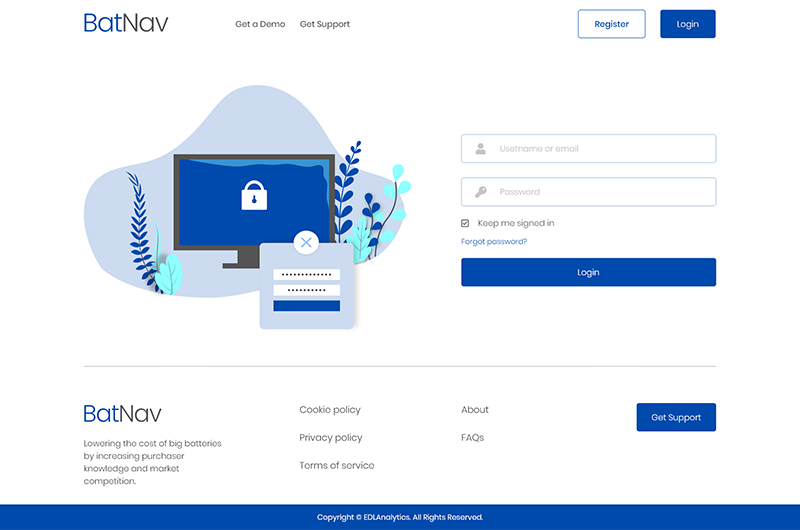 BatNav
Get a Demo
Get Support
Register
Login
Usetname or email
Password
Keep me signed in
Forgot password?
Login
BatNav
Lowering the cost of big batteries
by increasing purchaser
knowledge and market
competition.
Cookie policy
Privacy policy
Terms of service
About
FAQs
Get Support
Copyright © EDLAnalytics. All Rights Reserved.